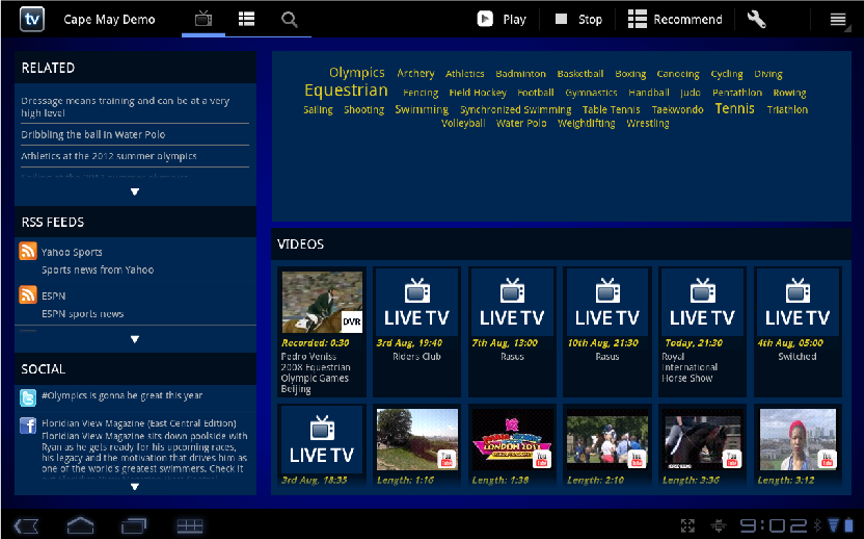 tv Cape May Demo Play Stop Recommend
RELATED
Dressage means training and can be at a very
high level
Dribbling the ball in Water Polo
Athletics at the 2012 summer olympics
RSS FEEDS
Yahoo Sports
Sports news from Yahoo
ESPN
ESPN sports news
SOCIAL
#Olympics is gonna be great this year
Floridian View Magazine (East Central Edition)
Floridian View Magazine sits down poolside with
Ryan as he gets ready for his upcoming races,
his legacy and the motivation that drives him as
one of the world's greatest swimmers. Check it
Olympics Archery Athletics Badminton Basketball Boxing Canoeing Cycling Diving
Equestrian Fencing Field Hockey Football Gymnastics Handball Judo Pentathlon Rowing
Sailing Shooting Swimming Synchronized Swimming Table Tennis Taekwondo Tennis Triathlon
Volleyball Water Polo Weightlifting Wrestling
VIDEOS
DVR
Recorded: 0:30
Pedro Veniss
2008 Equestrian
Olympic Games
Beijing
LIVE TV
3rd Aug, 19:40
Riders Club
LIVE TV
7th Aug, 13:00
Rasus
LIVE TV
10th Aug, 21:30
Rasus
LIVE TV
Today, 21:30
Royal
International
Horse Show
LIVE TV
4th Aug, 05:00
Switched
LIVE TV
3rd Aug, 18:35
You Tube
Length: 1:16
You Tube
Length: 1:38
You Tube
Length: 2:10
You Tube
Length: 3:36
You Tube
Length: 3:12
9:02